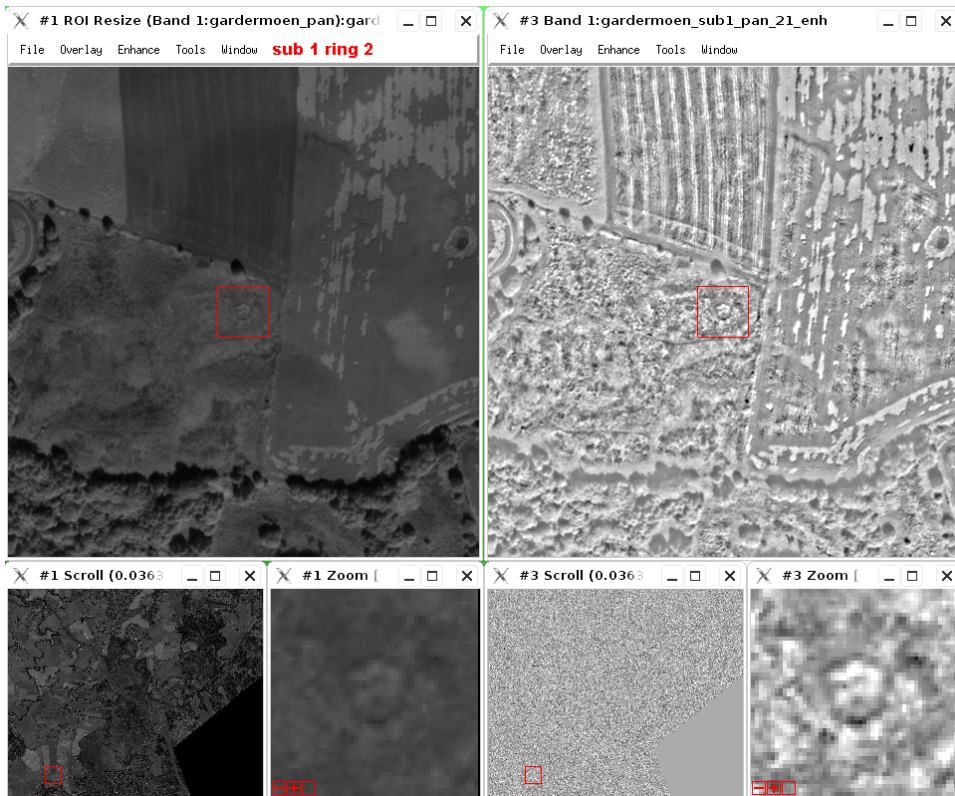 #1 ROI Resize (Band 1:gardermoen_pan):gard
File Overlay Enhance Tools Window sub 1 ring 2
#3 Band 1:gardermoen_sub1_pan_21_enh
File Overlay Enhance Tools Window
#1 Scroll (0.0363
#1 Zoom [
#3 Scroll (0.0363
#3 Zoom [